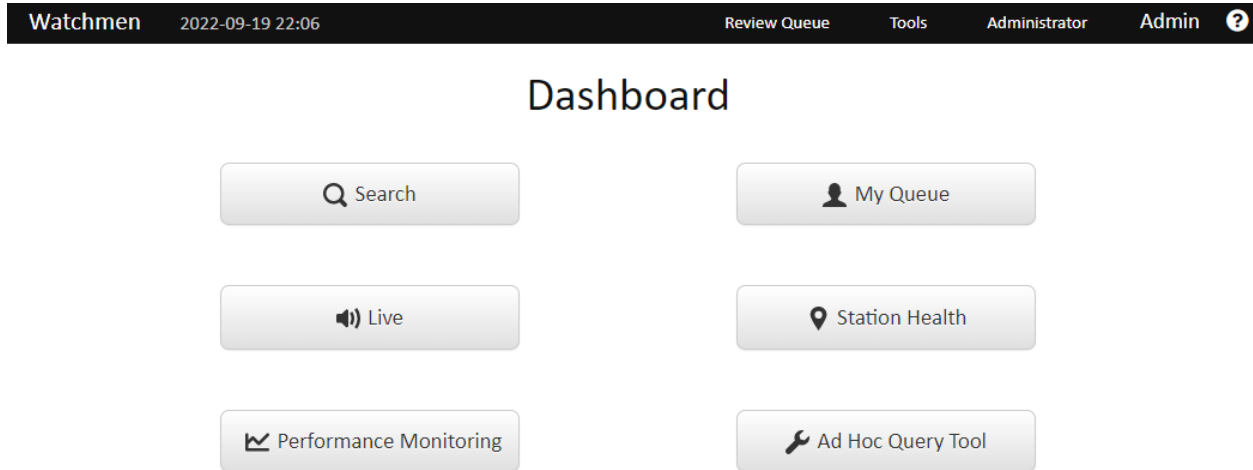 Watchmen 2022-09-19 22:06 Review Queue Tools Administrator Admin ?
Dashboard
Search My Queue
Live Station Health
Performance Monitoring Ad Hoc Query Tool